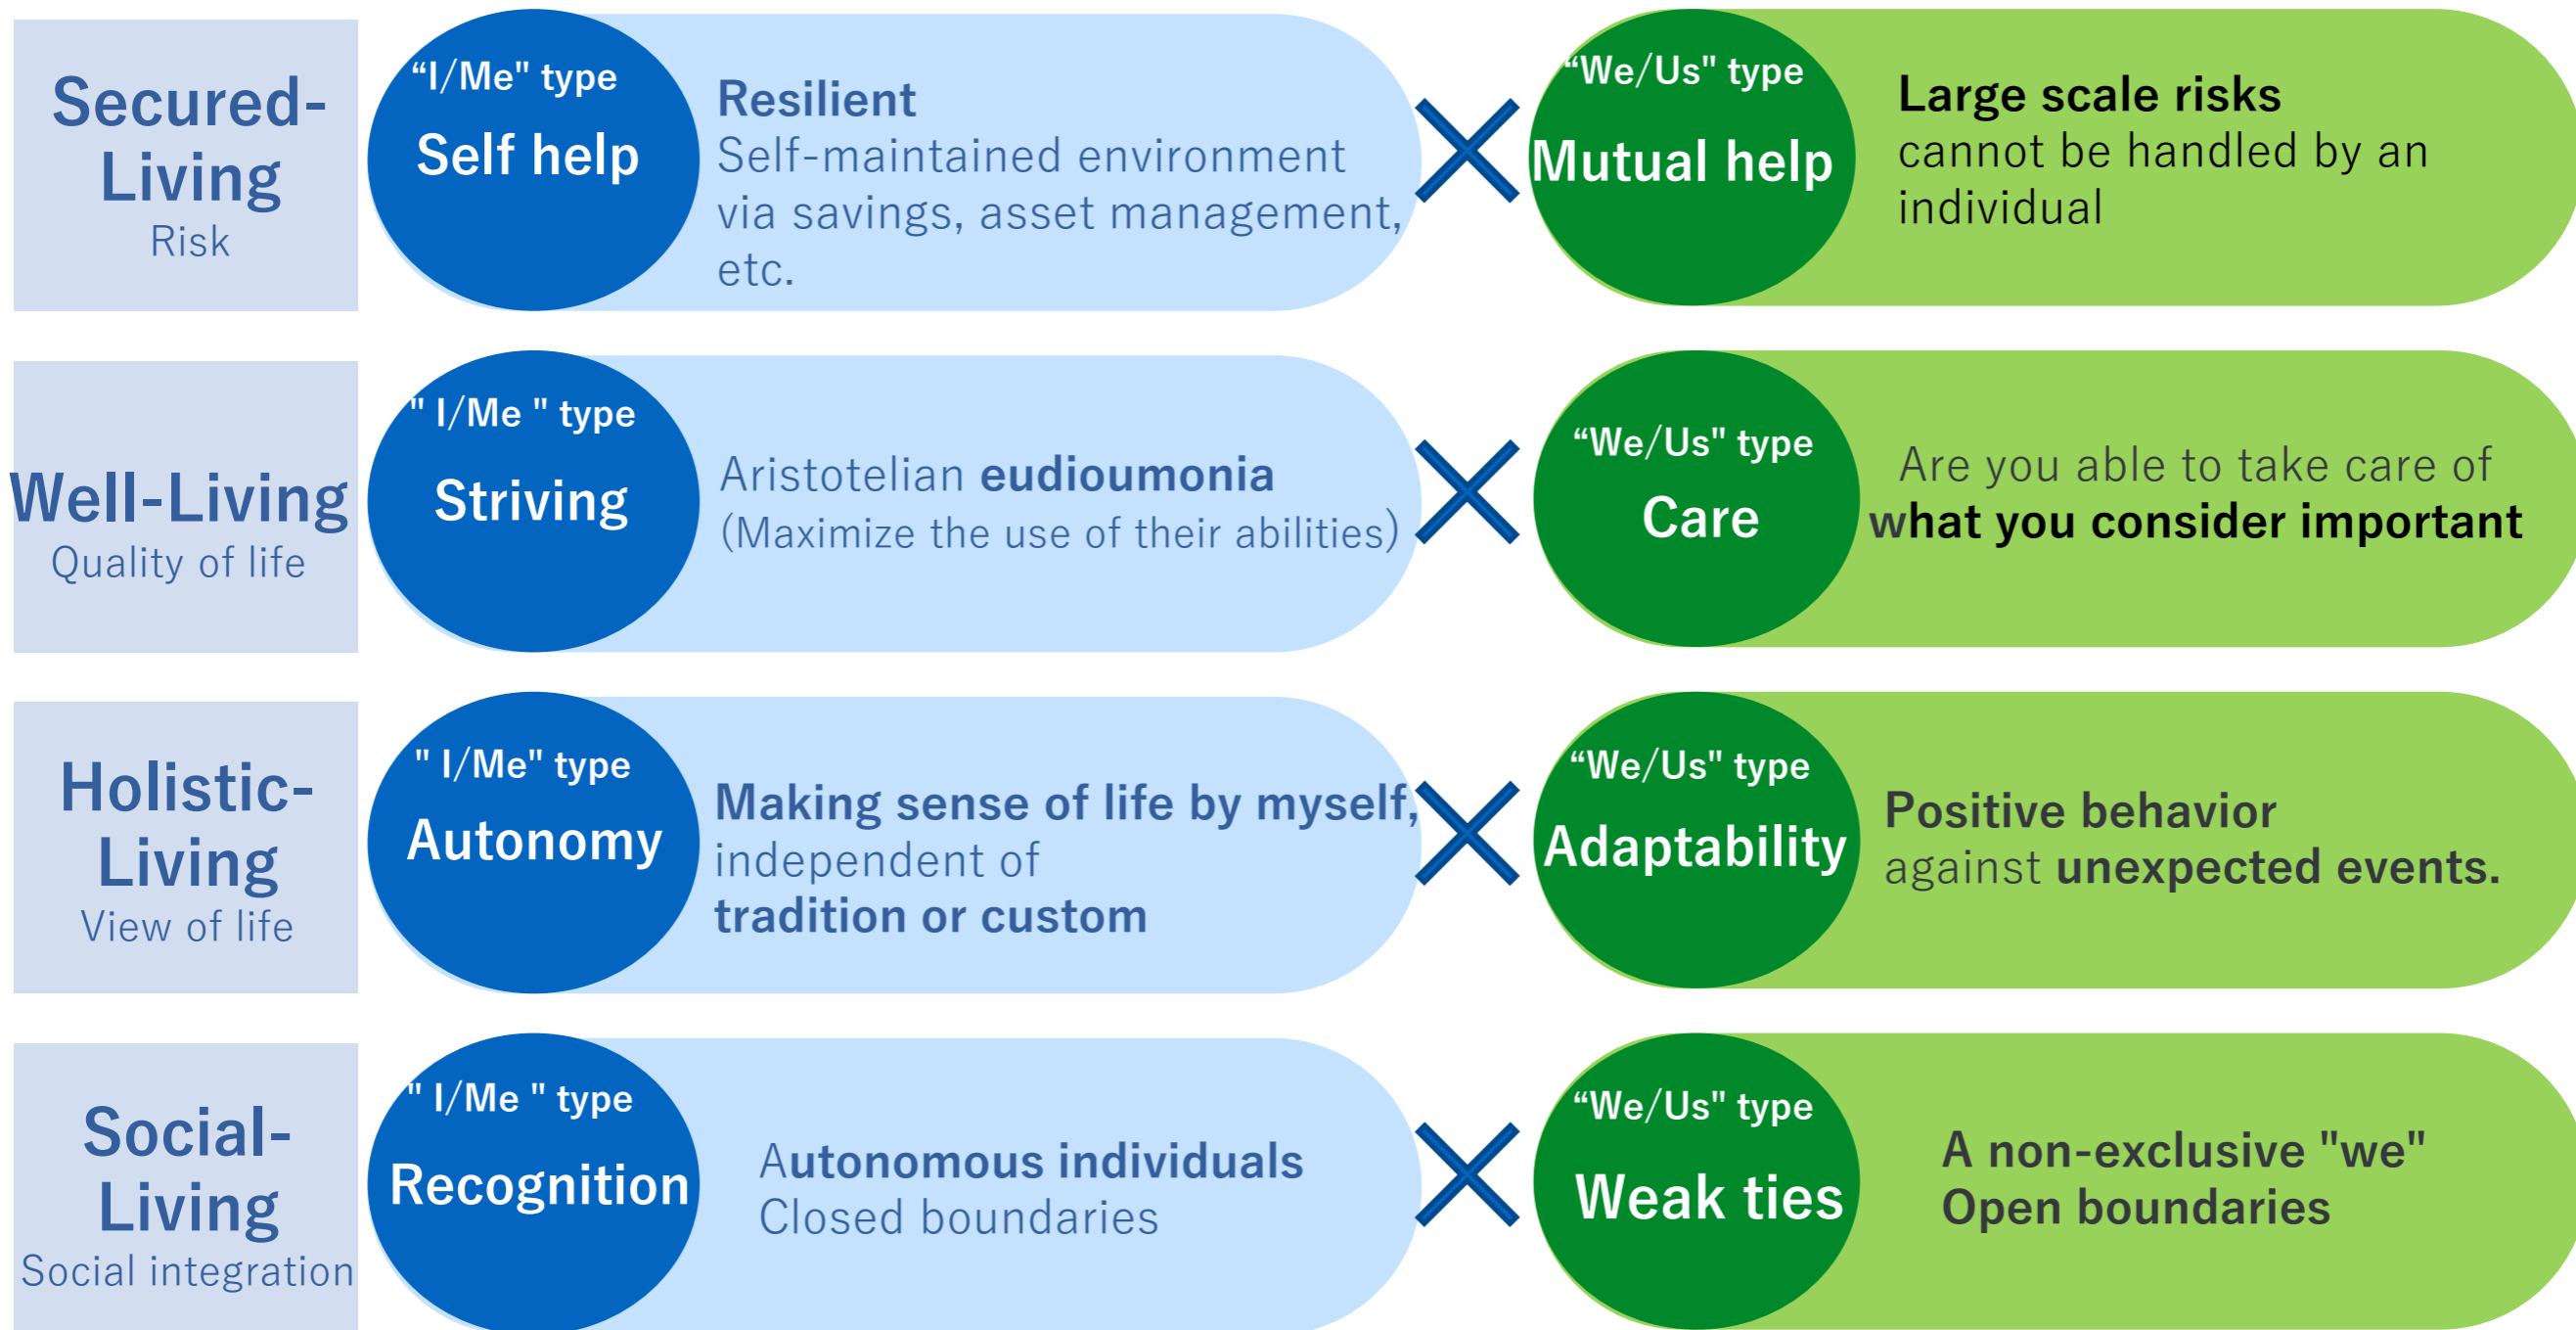 Secured-
Living
Risk
“I/Me" type
Self help
Resilient
Self-maintained environment
via savings, asset management,
etc.
“We/Us" type
Mutual help
Large scale risks
cannot be handled by an
individual
Well-Living
Quality of life
" I/Me " type
Striving
Aristotelian eudioumonia
(Maximize the use of their abilities)
“We/Us" type
Care
Are you able to take care of
what you consider important
Holistic-
Living
View of life
" I/Me" type
Autonomy
Making sense of life by myself,
independent of
tradition or custom
“We/Us" type
Adaptability
Positive behavior
against unexpected events.
Social-
Living
Social integration
" I/Me " type
Recognition
Autonomous individuals
Closed boundaries
“We/Us" type
Weak ties
A non-exclusive "we"
Open boundaries